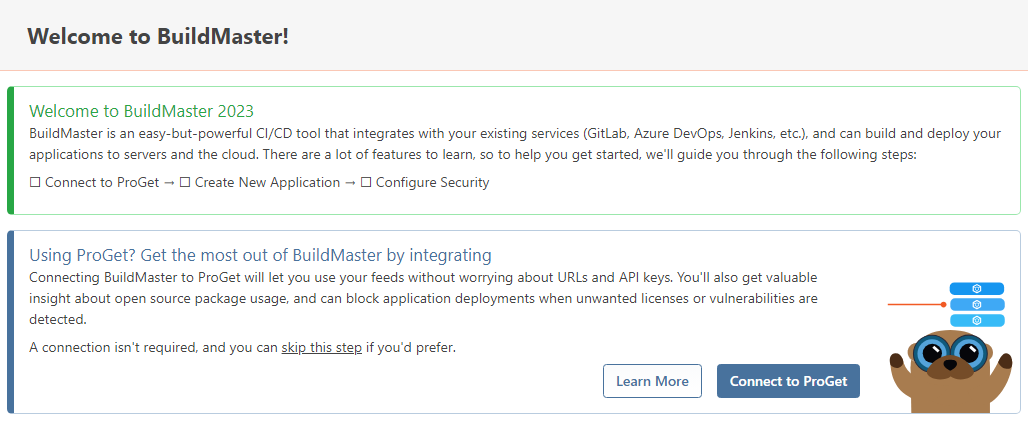 Welcome to BuildMaster!
Welcome to BuildMaster 2023
BuildMaster is an easy-but-powerful CI/CD tool that integrates with your existing services (GitLab, Azure DevOps, Jenkins, etc.), and can build and deploy your
applications to servers and the cloud. There are a lot of features to learn, so to help you get started, we'll guide you through the following steps:
☐ Connect to ProGet → ☐ Create New Application → ☐ Configure Security
Using ProGet? Get the most out of BuildMaster by integrating
Connecting BuildMaster to ProGet will let you use your feeds without worrying about URLs and API keys. You'll also get valuable
insight about open source package usage, and can block application deployments when unwanted licenses or vulnerabilities are
detected.
A connection isn't required, and you can skip this step if you'd prefer.
Learn More Connect to ProGet